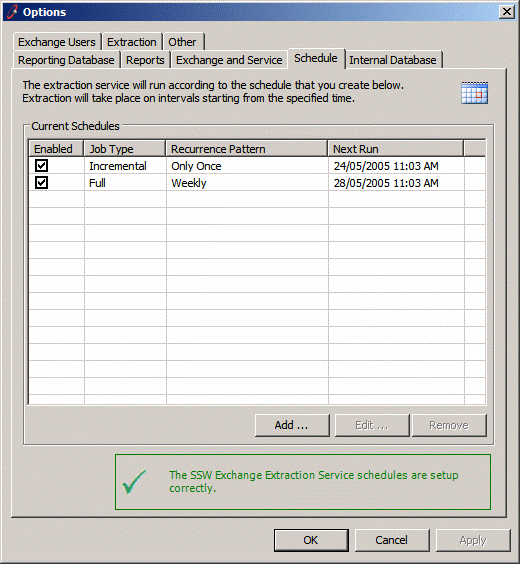 Options
Exchange Users Extraction Other
Reporting Database Reports Exchange and Service Schedule Internal Database
The extraction service will run according to the schedule that you create below.
Extraction will take place on intervals starting from the specified time.
Current Schedules
Enabled Job Type Recurrence Pattern Next Run
Incremental Only Once 24/05/2005 11:03 AM
Full Weekly 28/05/2005 11:03 AM
Add ... Edit ... Remove
The SSW Exchange Extraction Service schedules are setup
correctly.
OK Cancel Apply